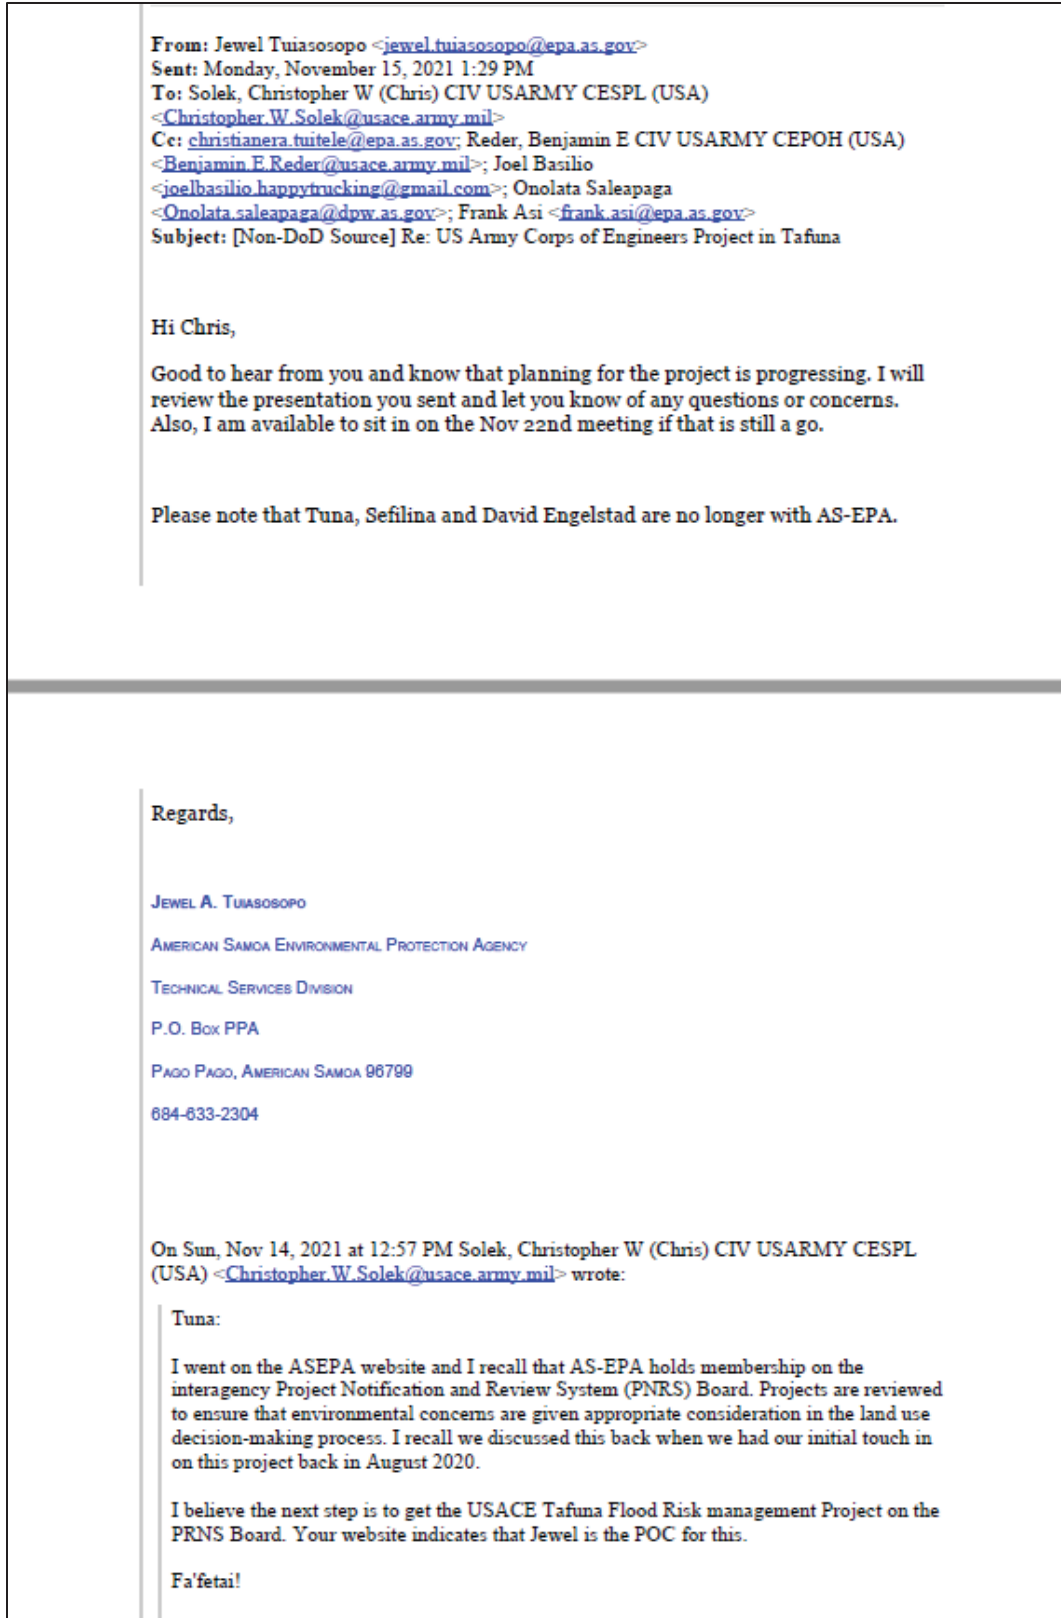 From: Jewel Tuiasosopo <jewel.tuiasosopo@epa.as.gov>
Sent: Monday, November 15, 2021 1:29 PM
To: Solek, Christopher W (Chris) CIV USARMY CESPL (USA)
<Christopher.W.Solek@usace.army.mil>
Cc: christianera.tuitele@epa.as.gov; Reder, Benjamin E CIV USARMY CEPOH (USA)
<Benjamin.E.Reder@usace.army.mil>; Joel Basilio
<joelbasilio.happytrucking@gmail.com>; Onolata Saleapaga
<Onolata.saleapaga@dpw.as.gov>; Frank Asi <frank.asi@epa.as.gov>
Subject: [Non-DoD Source] Re: US Army Corps of Engineers Project in Tafuna
Hi Chris,
Good to hear from you and know that planning for the project is progressing. I will
review the presentation you sent and let you know of any questions or concerns.
Also, I am available to sit in on the Nov 22nd meeting if that is still a go.
Please note that Tuna, Sefilina and David Engelstad are no longer with AS-EPA.
Regards,
Jewel A. Tuiasosopo
American Samoa Environmental Protection Agency
Technical Services Division
P.O. Box PPA
Pago Pago, American Samoa 96799
684-633-2304
On Sun, Nov 14, 2021 at 12:57 PM Solek, Christopher W (Chris) CIV USARMY CESPL
(USA) <Christopher.W.Solek@usace.army.mil> wrote:
Tuna:
I went on the ASEPA website and I recall that AS-EPA holds membership on the
interagency Project Notification and Review System (PNRS) Board. Projects are reviewed
to ensure that environmental concerns are given appropriate consideration in the land use
decision-making process. I recall we discussed this back when we had our initial touch in
on this project back in August 2020.
I believe the next step is to get the USACE Tafuna Flood Risk management Project on the
PRNS Board. Your website indicates that Jewel is the POC for this.
Fa'fetai!